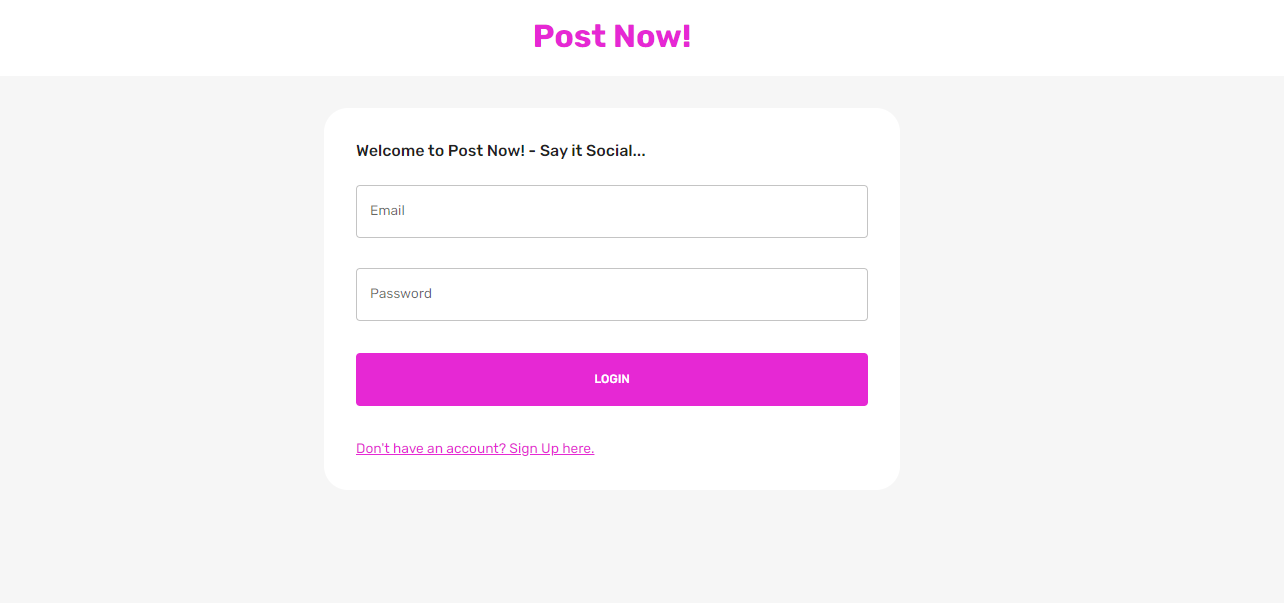 Post Now!
Welcome to Post Now! - Say it Social...
Email
Password
LOGIN
Don't have an account? Sign Up here.